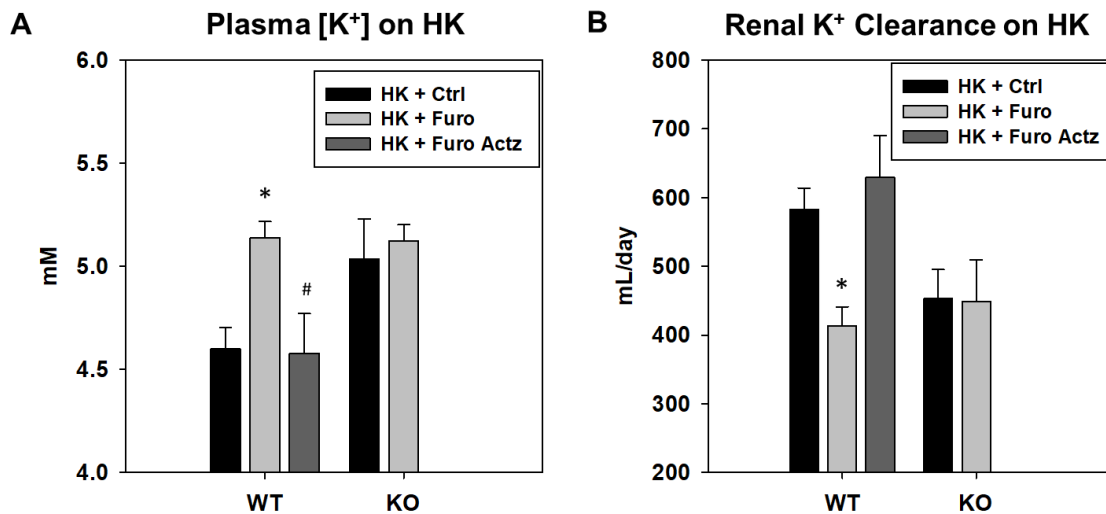 A
Plasma [K⁺] on HK
6.0
5.5
5.0
4.5
4.0
mM
HK + Ctrl
HK + Furo
HK + Furo Actz
*
#
WT
KO
B
Renal K⁺ Clearance on HK
800
700
600
500
400
300
200
mL/day
HK + Ctrl
HK + Furo
HK + Furo Actz
*
WT
KO